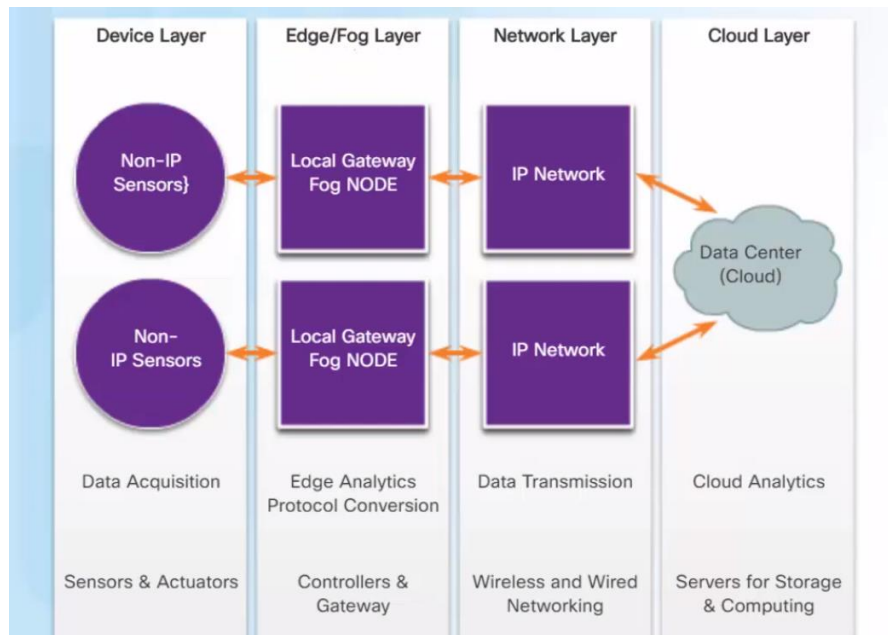 Device Layer
Edge/Fog Layer
Network Layer
Cloud Layer
Non-IP
Sensors}
Local Gateway
Fog NODE
IP Network
Data Center
(Cloud)
Non-
IP Sensors
Local Gateway
Fog NODE
IP Network
Data Acquisition
Edge Analytics
Protocol Conversion
Data Transmission
Cloud Analytics
Sensors & Actuators
Controllers &
Gateway
Wireless and Wired
Networking
Servers for Storage
& Computing